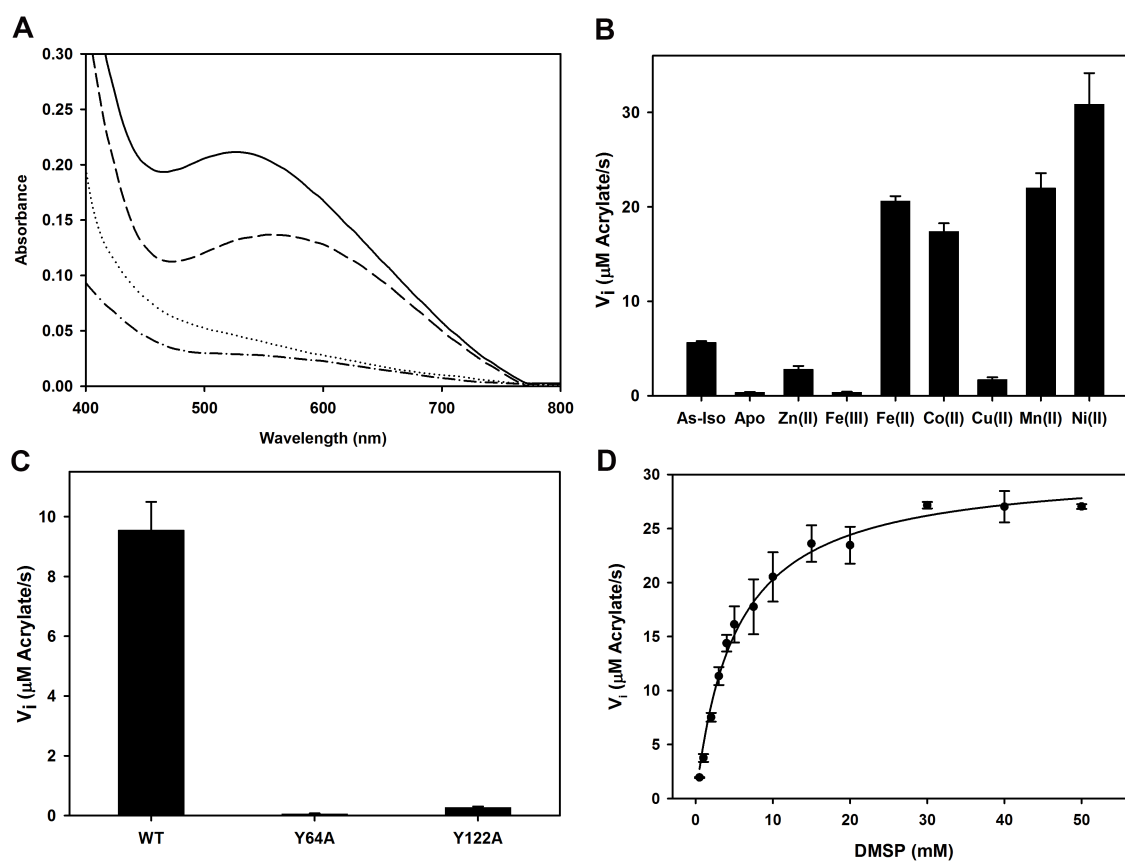 A
0.30
0.25
0.20
0.15
0.10
0.05
0.00
Absorbance
400 500 600 700 800
Wavelength (nm)
B
30
20
10
0
Vi (μM Acrylate/s)
As-Iso Apo Zn(II) Fe(III) Fe(II) Co(II) Cu(II) Mn(II) Ni(II)
C
10
8
6
4
2
0
Vi (μM Acrylate/s)
WT Y64A Y122A
D
30
25
20
15
10
5
0
Vi (μM Acrylate/s)
0 10 20 30 40 50
DMSP (mM)